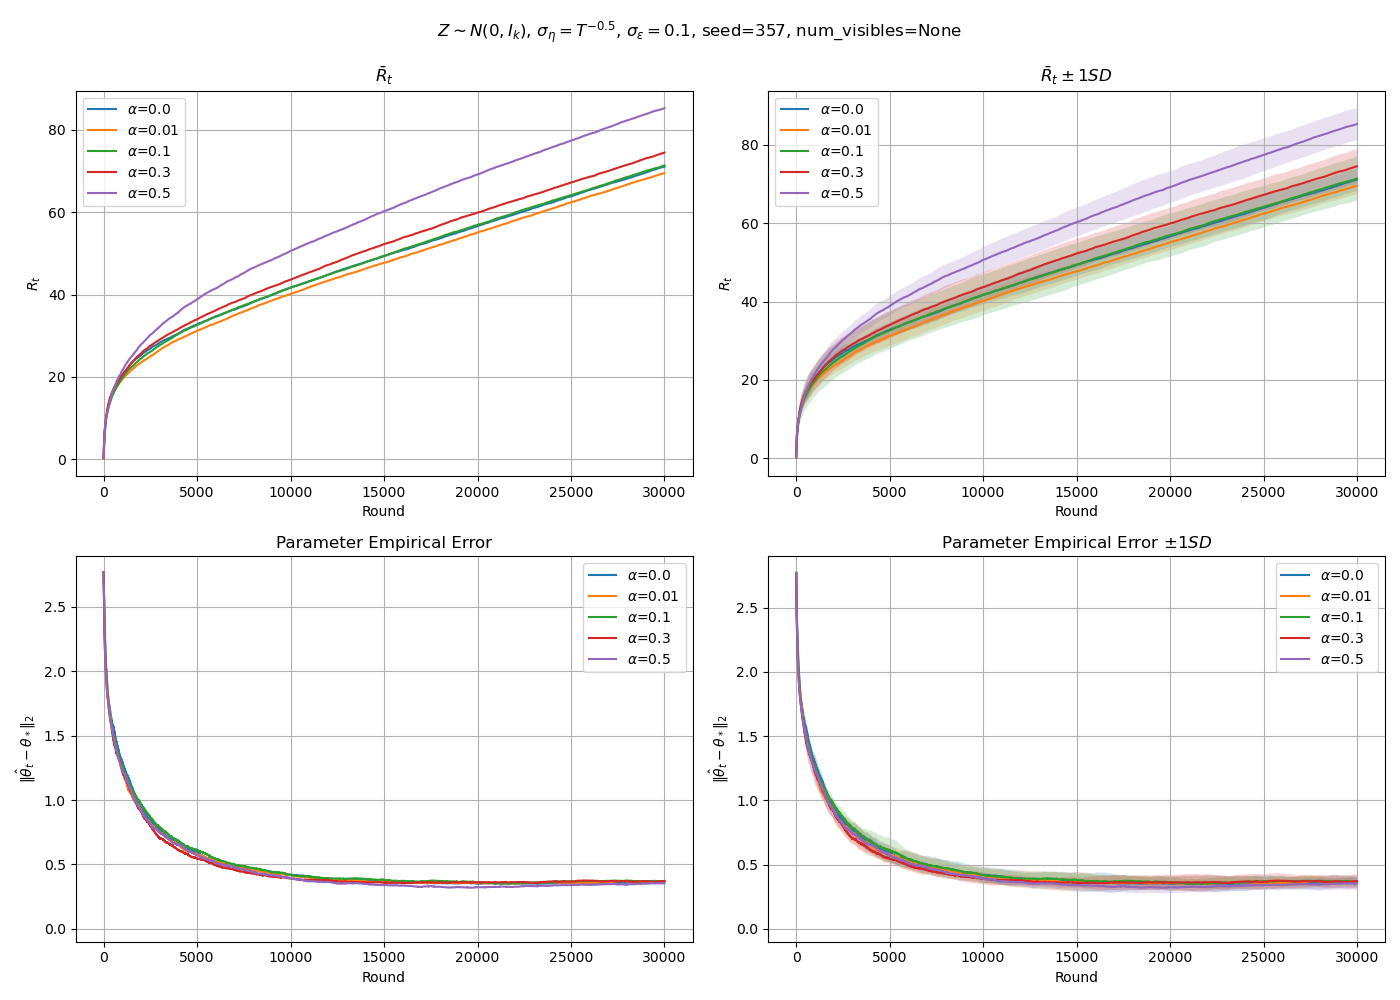 Z ~ N(0, I_k), σ_η = T^{−0.5}, σ_ε = 0.1, seed=357, num_visibles=None
R̄_t
R_t
80
60
40
20
0
α=0.0
α=0.01
α=0.1
α=0.3
α=0.5
0 5000 10000 15000 20000 25000 30000
Round
R̄_t ± 1SD
R_t
80
60
40
20
0
α=0.0
α=0.01
α=0.1
α=0.3
α=0.5
0 5000 10000 15000 20000 25000 30000
Round
Parameter Empirical Error
‖θ̂_t − θ_*‖_2
2.5
2.0
1.5
1.0
0.5
0.0
α=0.0
α=0.01
α=0.1
α=0.3
α=0.5
0 5000 10000 15000 20000 25000 30000
Round
Parameter Empirical Error ±1SD
‖θ̂_t − θ_*‖_2
2.5
2.0
1.5
1.0
0.5
0.0
α=0.0
α=0.01
α=0.1
α=0.3
α=0.5
0 5000 10000 15000 20000 25000 30000
Round